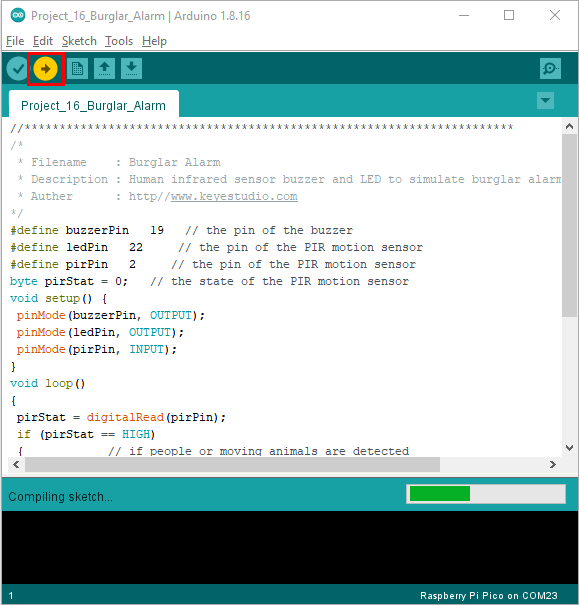 Project_16_Burglar_Alarm | Arduino 1.8.16
File Edit Sketch Tools Help
Project_16_Burglar_Alarm
//**********************************************************************
/*
 * Filename    : Burglar Alarm
 * Description : Human infrared sensor buzzer and LED to simulate burglar alarm
 * Auther      : http//www.keyestudio.com
*/
#define buzzerPin   19   // the pin of the buzzer
#define ledPin   22     // the pin of the PIR motion sensor
#define pirPin   2     // the pin of the PIR motion sensor
byte pirStat = 0;   // the state of the PIR motion sensor
void setup() {
 pinMode(buzzerPin, OUTPUT);
 pinMode(ledPin, OUTPUT);
 pinMode(pirPin, INPUT);
}
void loop()
{
 pirStat = digitalRead(pirPin);
 if (pirStat == HIGH)
 {            // if people or moving animals are detected
Compiling sketch...
1 Raspberry Pi Pico on COM23